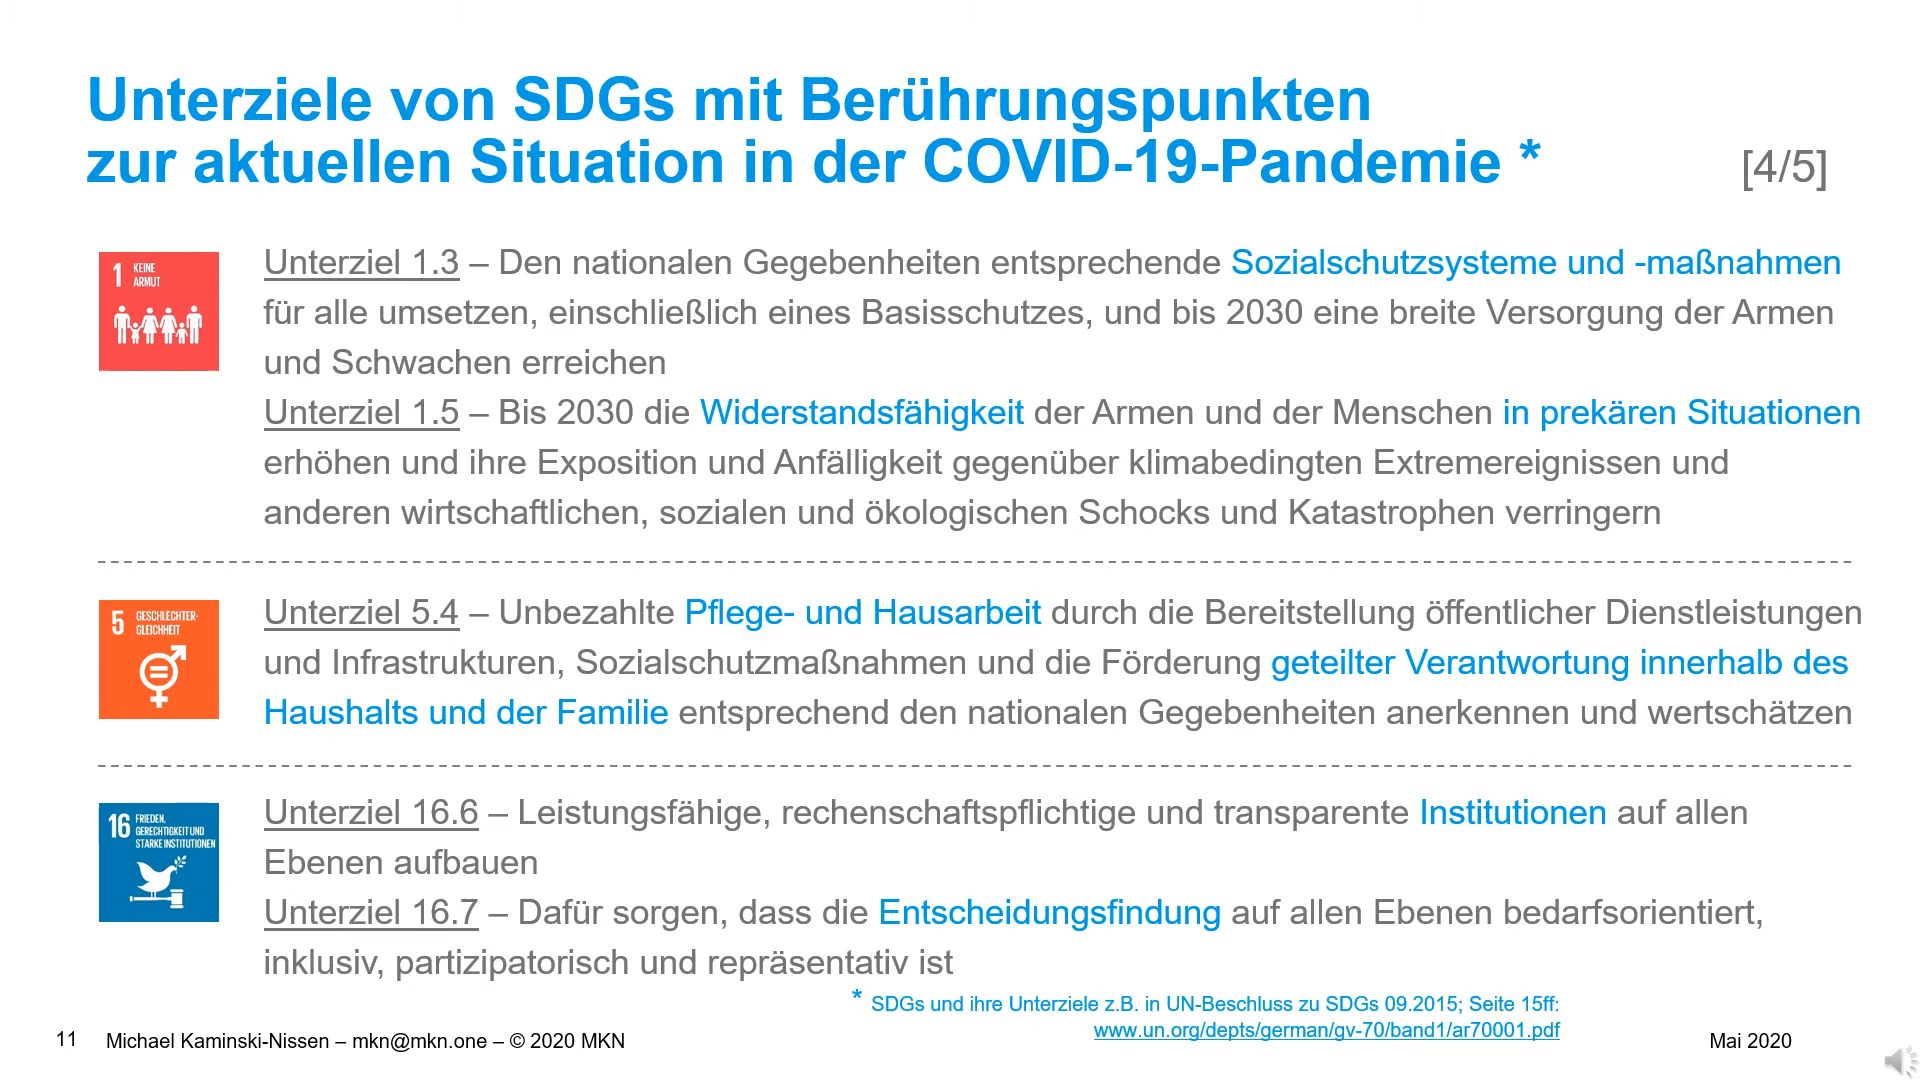 Unterziele von SDGs mit Berührungspunkten
zur aktuellen Situation in der COVID-19-Pandemie *
[4/5]
1 KEINE
ARMUT
Unterziel 1.3 – Den nationalen Gegebenheiten entsprechende Sozialschutzsysteme und -maßnahmen
für alle umsetzen, einschließlich eines Basisschutzes, und bis 2030 eine breite Versorgung der Armen
und Schwachen erreichen
Unterziel 1.5 – Bis 2030 die Widerstandsfähigkeit der Armen und der Menschen in prekären Situationen
erhöhen und ihre Exposition und Anfälligkeit gegenüber klimabedingten Extremereignissen und
anderen wirtschaftlichen, sozialen und ökologischen Schocks und Katastrophen verringern
5 GESCHLECHTER-
GLEICHHEIT
Unterziel 5.4 – Unbezahlte Pflege- und Hausarbeit durch die Bereitstellung öffentlicher Dienstleistungen
und Infrastrukturen, Sozialschutzmaßnahmen und die Förderung geteilter Verantwortung innerhalb des
Haushalts und der Familie entsprechend den nationalen Gegebenheiten anerkennen und wertschätzen
16 FRIEDEN,
GERECHTIGKEIT UND
STARKE INSTITUTIONEN
Unterziel 16.6 – Leistungsfähige, rechenschaftspflichtige und transparente Institutionen auf allen
Ebenen aufbauen
Unterziel 16.7 – Dafür sorgen, dass die Entscheidungsfindung auf allen Ebenen bedarfsorientiert,
inklusiv, partizipatorisch und repräsentativ ist
* SDGs und ihre Unterziele z.B. in UN-Beschluss zu SDGs 09.2015; Seite 15ff:
www.un.org/depts/german/gv-70/band1/ar70001.pdf
11 Michael Kaminski-Nissen – mkn@mkn.one – © 2020 MKN
Mai 2020